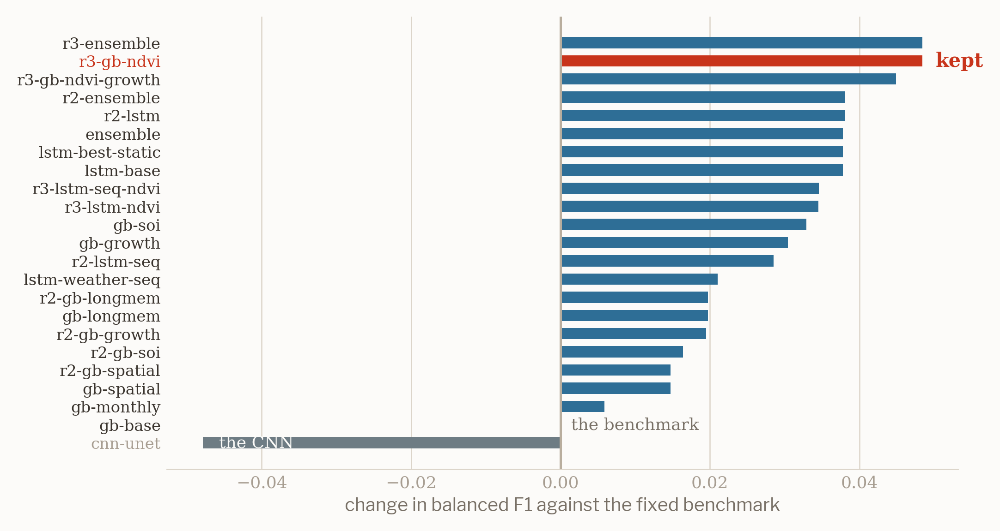 r3-ensemble
r3-gb-ndvi
kept
r3-gb-ndvi-growth
r2-ensemble
r2-lstm
ensemble
lstm-best-static
lstm-base
r3-lstm-seq-ndvi
r3-lstm-ndvi
gb-soi
gb-growth
r2-lstm-seq
lstm-weather-seq
r2-gb-longmem
gb-longmem
r2-gb-growth
r2-gb-soi
r2-gb-spatial
gb-spatial
gb-monthly
gb-base
the benchmark
cnn-unet
the CNN
−0.04 −0.02 0.00 0.02 0.04
change in balanced F1 against the fixed benchmark